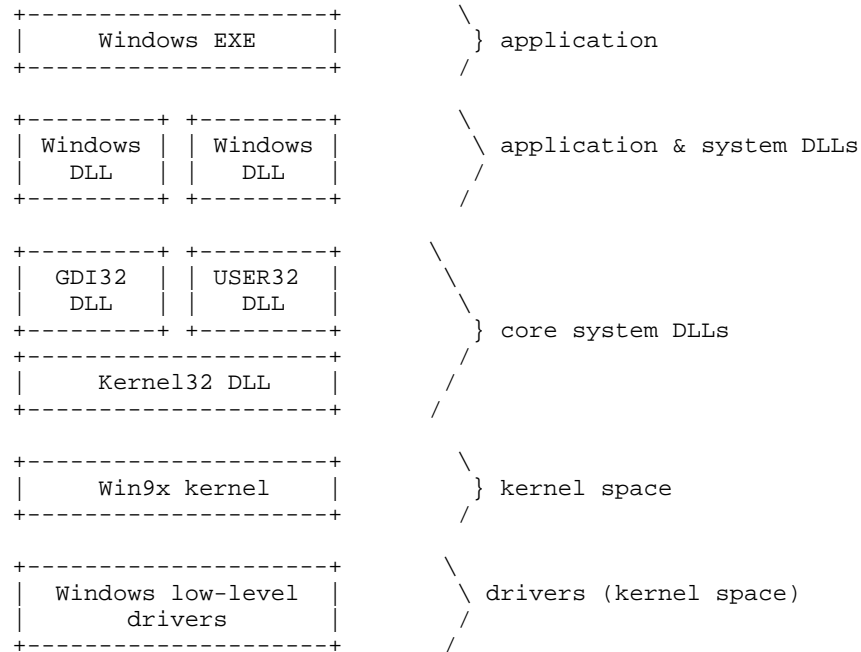 Windows EXE } application
Windows Windows application & system DLLs
DLL DLL
GDI32 USER32
DLL DLL
} core system DLLs
Kernel32 DLL
Win9x kernel } kernel space
Windows low-level drivers (kernel space)
drivers